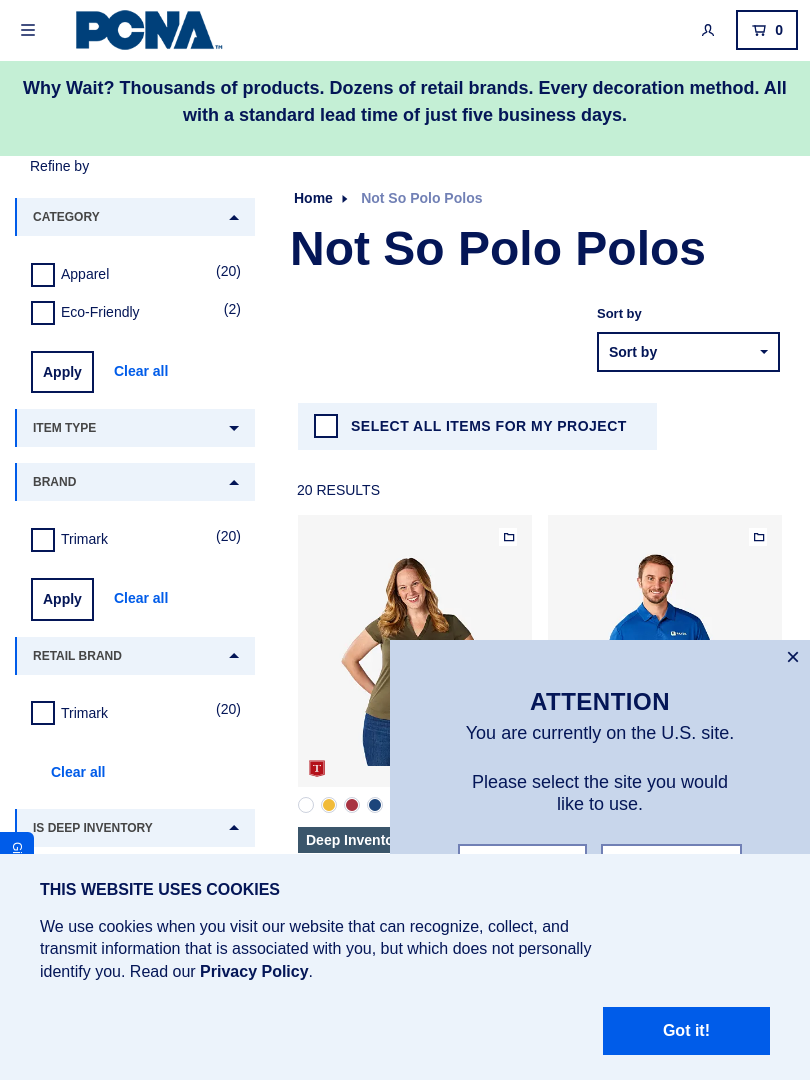 PCNA™
0
Why Wait? Thousands of products. Dozens of retail brands. Every decoration method. All
with a standard lead time of just five business days.
Refine by
Home
Not So Polo Polos
CATEGORY
Not So Polo Polos
Apparel
(20)
Eco-Friendly
(2)
Sort by
Sort by
Apply
Clear all
ITEM TYPE
SELECT ALL ITEMS FOR MY PROJECT
BRAND
20 RESULTS
Trimark
(20)
Apply
Clear all
RETAIL BRAND
Trimark
(20)
Clear all
IS DEEP INVENTORY
T
Deep Invento
ATTENTION
You are currently on the U.S. site.
Please select the site you would
like to use.
THIS WEBSITE USES COOKIES
We use cookies when you visit our website that can recognize, collect, and
transmit information that is associated with you, but which does not personally
identify you. Read our Privacy Policy.
Got it!